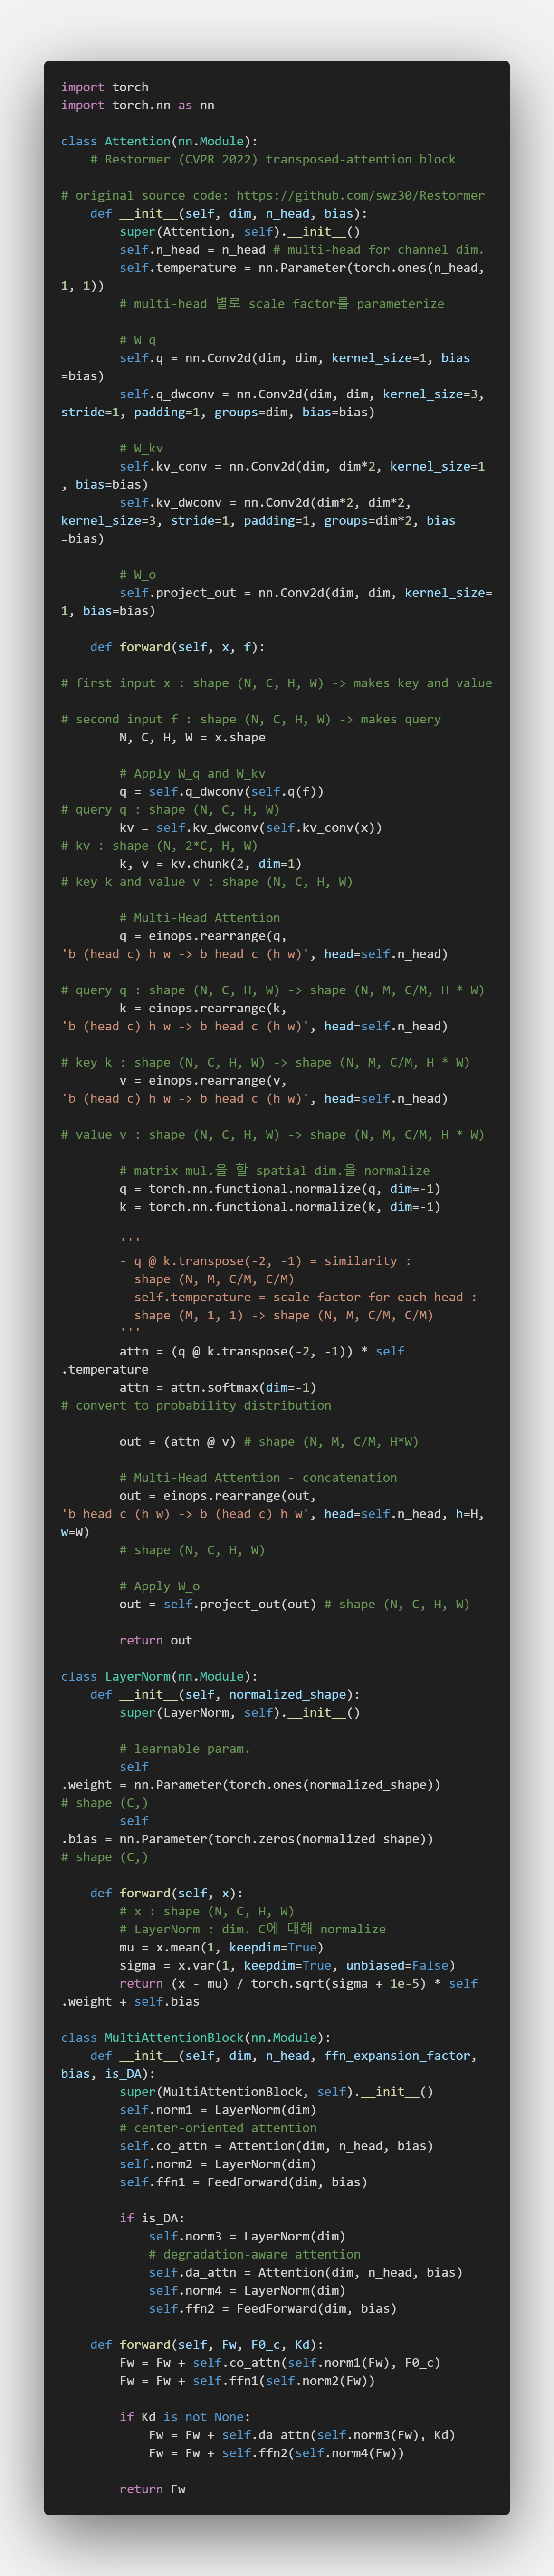 import torch
import torch.nn as nn

class Attention(nn.Module):
    # Restormer (CVPR 2022) transposed-attention block

# original source code: https://github.com/swz30/Restormer
    def __init__(self, dim, n_head, bias):
        super(Attention, self).__init__()
        self.n_head = n_head # multi-head for channel dim.
        self.temperature = nn.Parameter(torch.ones(n_head,
1, 1))
        # multi-head 별로 scale factor를 parameterize

        # W_q
        self.q = nn.Conv2d(dim, dim, kernel_size=1, bias
=bias)
        self.q_dwconv = nn.Conv2d(dim, dim, kernel_size=3,
stride=1, padding=1, groups=dim, bias=bias)

        # W_kv
        self.kv_conv = nn.Conv2d(dim, dim*2, kernel_size=1
, bias=bias)
        self.kv_dwconv = nn.Conv2d(dim*2, dim*2,
kernel_size=3, stride=1, padding=1, groups=dim*2, bias
=bias)

        # W_o
        self.project_out = nn.Conv2d(dim, dim, kernel_size=
1, bias=bias)

    def forward(self, x, f):

# first input x : shape (N, C, H, W) -> makes key and value

# second input f : shape (N, C, H, W) -> makes query
        N, C, H, W = x.shape

        # Apply W_q and W_kv
        q = self.q_dwconv(self.q(f))
# query q : shape (N, C, H, W)
        kv = self.kv_dwconv(self.kv_conv(x))
# kv : shape (N, 2*C, H, W)
        k, v = kv.chunk(2, dim=1)
# key k and value v : shape (N, C, H, W)

        # Multi-Head Attention
        q = einops.rearrange(q,
'b (head c) h w -> b head c (h w)', head=self.n_head)

# query q : shape (N, C, H, W) -> shape (N, M, C/M, H * W)
        k = einops.rearrange(k,
'b (head c) h w -> b head c (h w)', head=self.n_head)

# key k : shape (N, C, H, W) -> shape (N, M, C/M, H * W)
        v = einops.rearrange(v,
'b (head c) h w -> b head c (h w)', head=self.n_head)

# value v : shape (N, C, H, W) -> shape (N, M, C/M, H * W)

        # matrix mul.을 할 spatial dim.을 normalize
        q = torch.nn.functional.normalize(q, dim=-1)
        k = torch.nn.functional.normalize(k, dim=-1)

        '''
        - q @ k.transpose(-2, -1) = similarity :
          shape (N, M, C/M, C/M)
        - self.temperature = scale factor for each head :
          shape (M, 1, 1) -> shape (N, M, C/M, C/M)
        '''
        attn = (q @ k.transpose(-2, -1)) * self
.temperature
        attn = attn.softmax(dim=-1)
# convert to probability distribution

        out = (attn @ v) # shape (N, M, C/M, H*W)

        # Multi-Head Attention - concatenation
        out = einops.rearrange(out,
'b head c (h w) -> b (head c) h w', head=self.n_head, h=H,
w=W)
        # shape (N, C, H, W)

        # Apply W_o
        out = self.project_out(out) # shape (N, C, H, W)

        return out

class LayerNorm(nn.Module):
    def __init__(self, normalized_shape):
        super(LayerNorm, self).__init__()

        # learnable param.
        self
.weight = nn.Parameter(torch.ones(normalized_shape))
# shape (C,)
        self
.bias = nn.Parameter(torch.zeros(normalized_shape))
# shape (C,)

    def forward(self, x):
        # x : shape (N, C, H, W)
        # LayerNorm : dim. C에 대해 normalize
        mu = x.mean(1, keepdim=True)
        sigma = x.var(1, keepdim=True, unbiased=False)
        return (x - mu) / torch.sqrt(sigma + 1e-5) * self
.weight + self.bias

class MultiAttentionBlock(nn.Module):
    def __init__(self, dim, n_head, ffn_expansion_factor,
bias, is_DA):
        super(MultiAttentionBlock, self).__init__()
        self.norm1 = LayerNorm(dim)
        # center-oriented attention
        self.co_attn = Attention(dim, n_head, bias)
        self.norm2 = LayerNorm(dim)
        self.ffn1 = FeedForward(dim, bias)

        if is_DA:
            self.norm3 = LayerNorm(dim)
            # degradation-aware attention
            self.da_attn = Attention(dim, n_head, bias)
            self.norm4 = LayerNorm(dim)
            self.ffn2 = FeedForward(dim, bias)

    def forward(self, Fw, F0_c, Kd):
        Fw = Fw + self.co_attn(self.norm1(Fw), F0_c)
        Fw = Fw + self.ffn1(self.norm2(Fw))

        if Kd is not None:
            Fw = Fw + self.da_attn(self.norm3(Fw), Kd)
            Fw = Fw + self.ffn2(self.norm4(Fw))

        return Fw